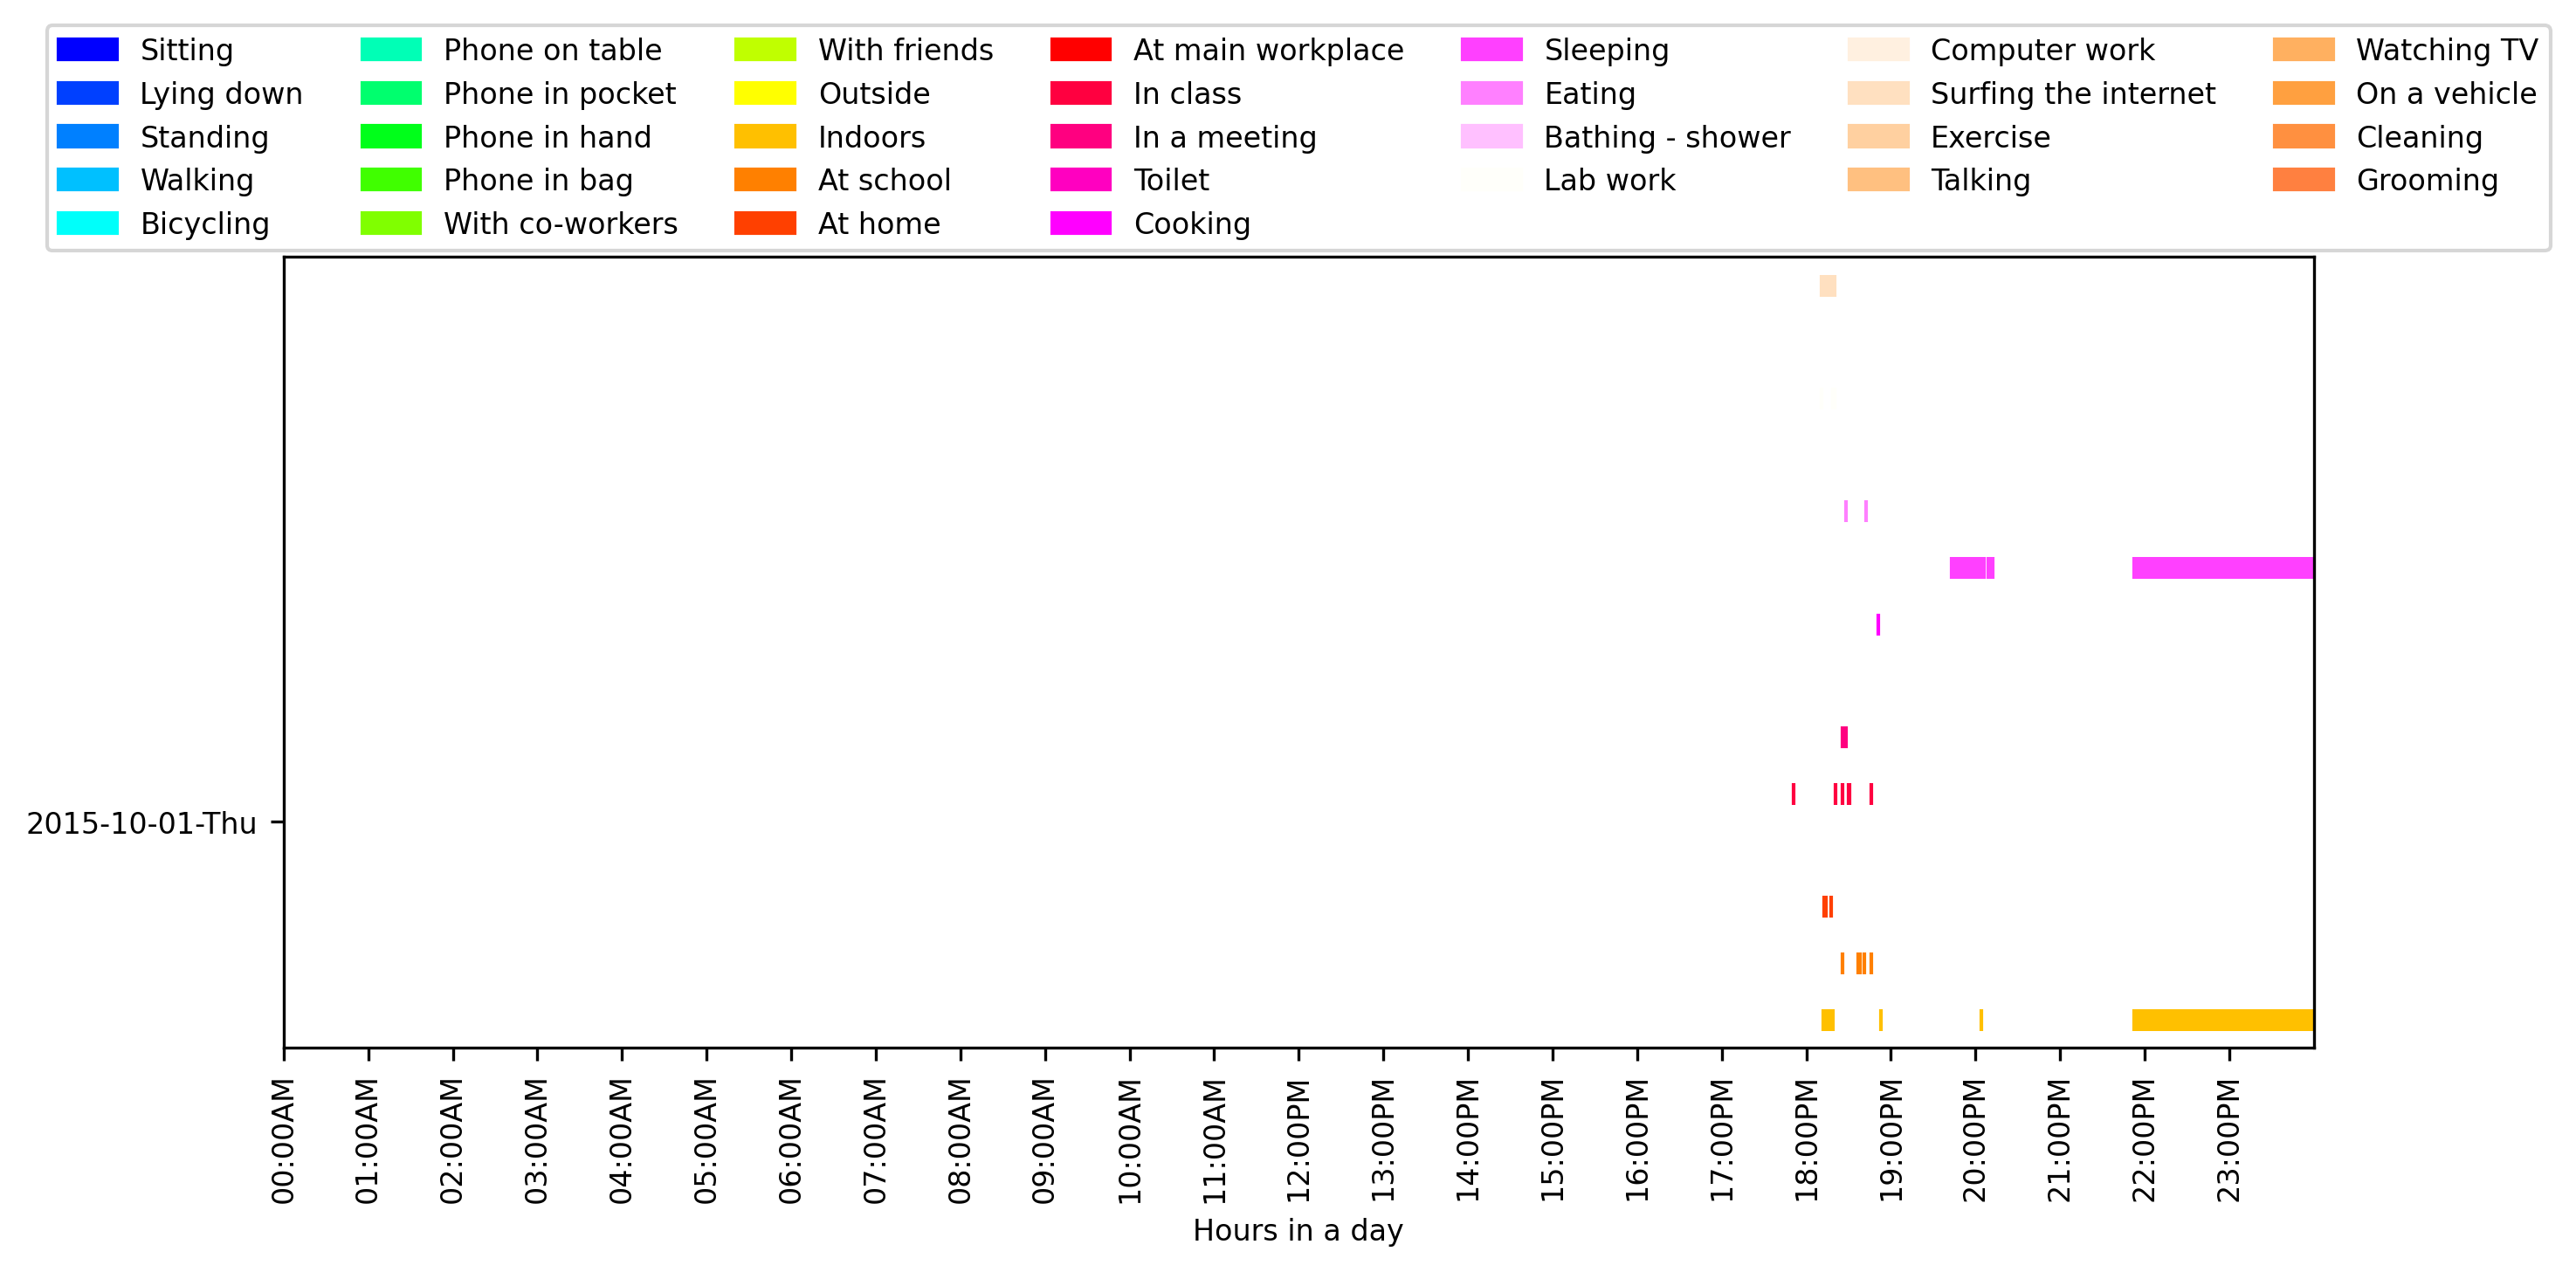 Sitting
Lying down
Standing
Walking
Bicycling
Phone on table
Phone in pocket
Phone in hand
Phone in bag
With co-workers
With friends
Outside
Indoors
At school
At home
At main workplace
In class
In a meeting
Toilet
Cooking
Sleeping
Eating
Bathing - shower
Lab work
Computer work
Surfing the internet
Exercise
Talking
Watching TV
On a vehicle
Cleaning
Grooming
2015-10-01-Thu
00:00AM
01:00AM
02:00AM
03:00AM
04:00AM
05:00AM
06:00AM
07:00AM
08:00AM
09:00AM
10:00AM
11:00AM
12:00PM
13:00PM
14:00PM
15:00PM
16:00PM
17:00PM
18:00PM
19:00PM
20:00PM
21:00PM
22:00PM
23:00PM
Hours in a day